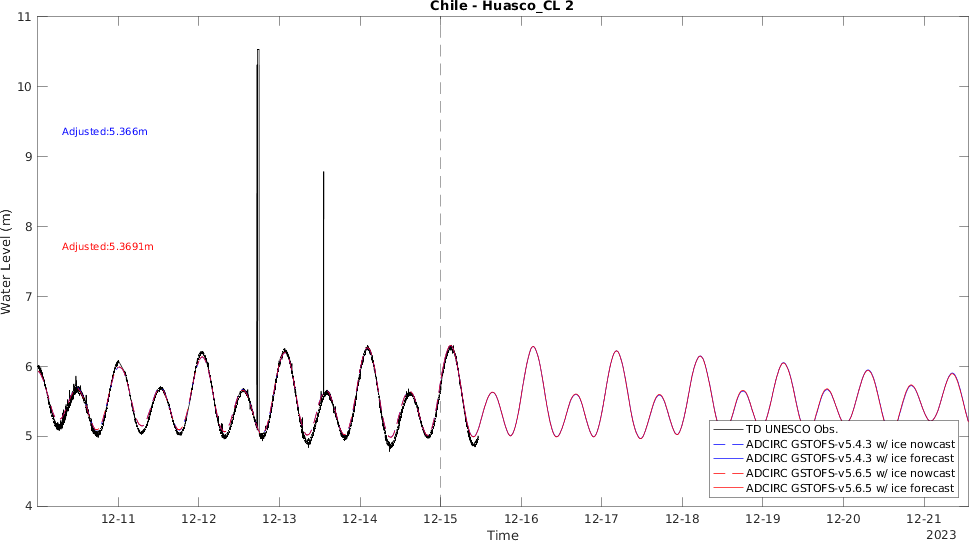 Chile - Huasco_CL 2
11
10
9
8
7
6
5
4
Water Level (m)
Adjusted:5.366m
Adjusted:5.3691m
TD UNESCO Obs.
ADCIRC GSTOFS-v5.4.3 w/ ice nowcast
ADCIRC GSTOFS-v5.4.3 w/ ice forecast
ADCIRC GSTOFS-v5.6.5 w/ ice nowcast
ADCIRC GSTOFS-v5.6.5 w/ ice forecast
12-11 12-12 12-13 12-14 12-15 12-16 12-17 12-18 12-19 12-20 12-21
Time
2023